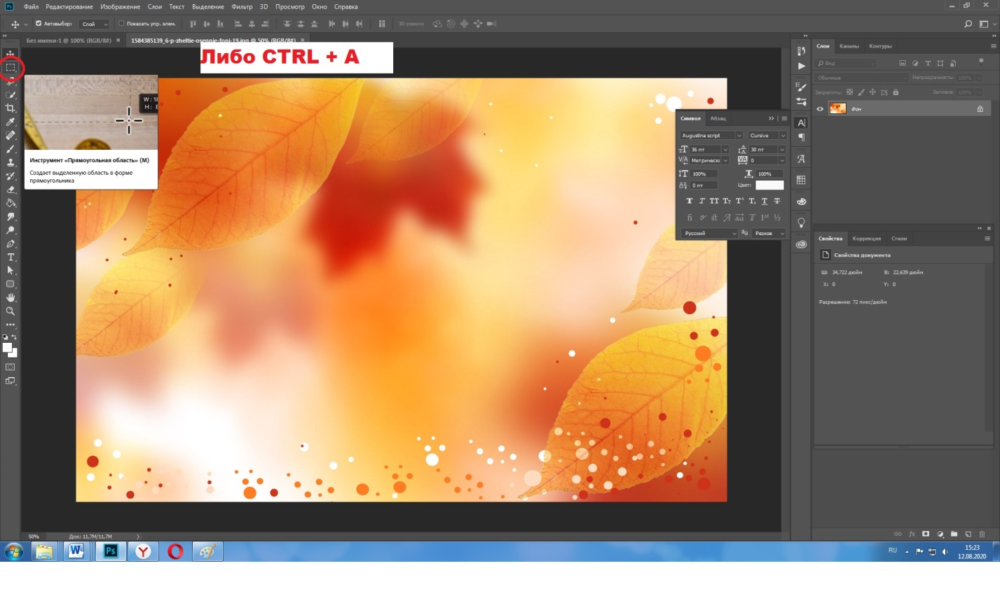 Ps Файл Редактирование Изображение Слои Текст Выделение Фильтр 3D Просмотр Окно Справка
Автовыбор: Слой Показать упр. элем. 3D-режим:
Без имени-1 @ 100% (RGB/8#) × 1584385139_6-p-zheltie-osennie-foni-19.jpg @ 50% (RGB/8#) ×
Либо CTRL + A
W : 18
H : 8
Инструмент «Прямоугольная область» (M)
Создает выделенную область в форме
прямоугольника
Символ Абзац
Augustina script Cursive
36 пт 30 пт
Метрически 0
100% 100%
0 пт Цвет:
Русский Резкое
Слои Каналы Контуры
Вид
Обычные Непрозрачность: 100%
Закрепить: Заливка: 100%
Фон
Свойства Коррекция Стили
Свойства документа
Ш: 34,722 дюйм В: 22,639 дюйм
X: 0 Y: 0
Разрешение: 72 пикс/дюйм
50% Док: 11,7M/11,7M
RU 15:23
12.08.2020